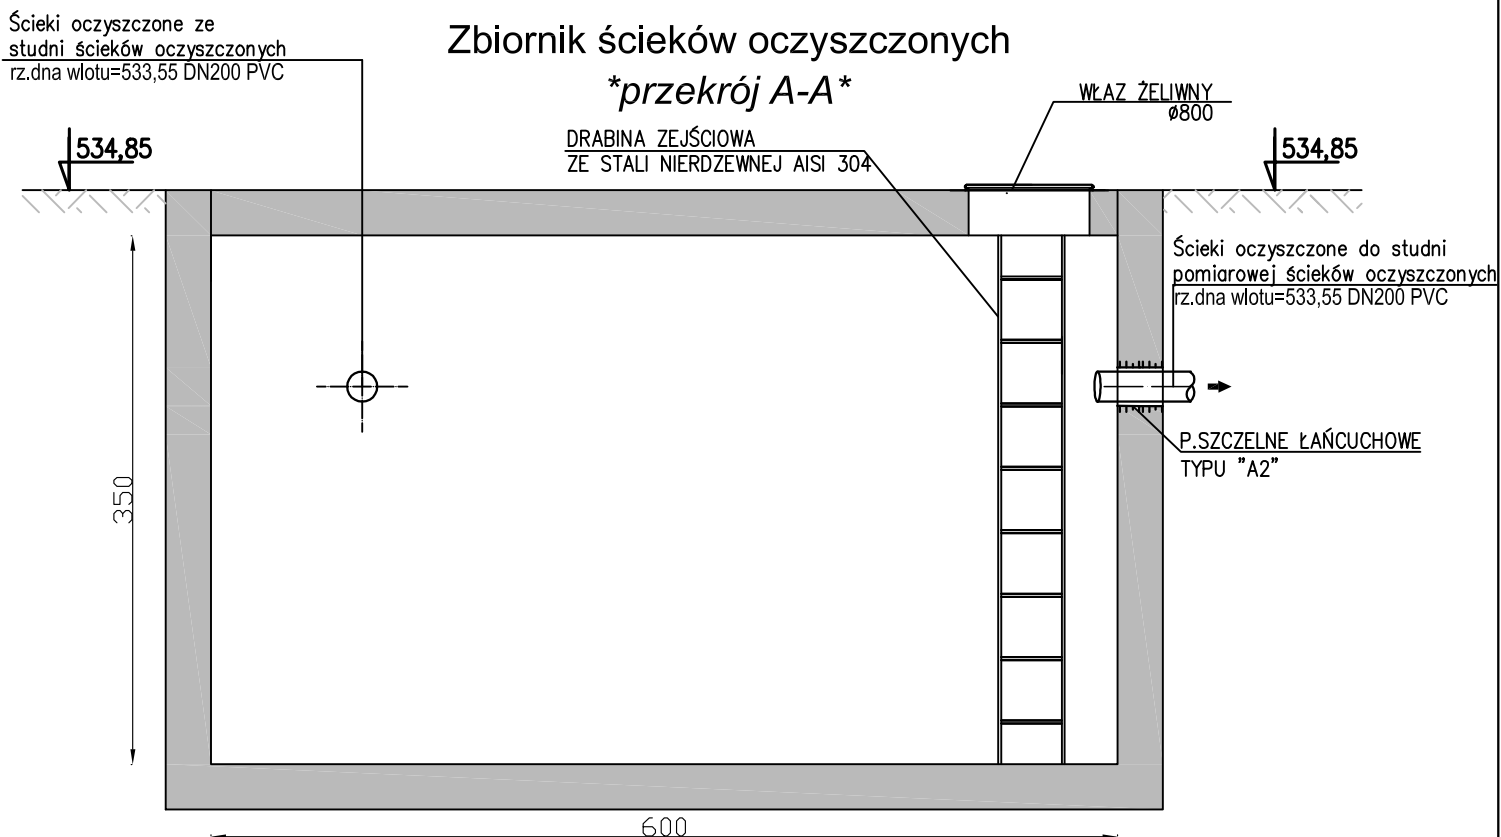 Ścieki oczyszczone ze
studni ścieków oczyszczonych
rz.dna wlotu=533,55 DN200 PVC
Zbiornik ścieków oczyszczonych
*przekrój A-A*
WŁAZ ŻELIWNY
ø800
DRABINA ZEJŚCIOWA
ZE STALI NIERDZEWNEJ AISI 304
534,85
534,85
Ścieki oczyszczone do studni
pomiarowej ścieków oczyszczonych
rz.dna wlotu=533,55 DN200 PVC
P.SZCZELNE ŁAŃCUCHOWE
TYPU "A2"
350
600